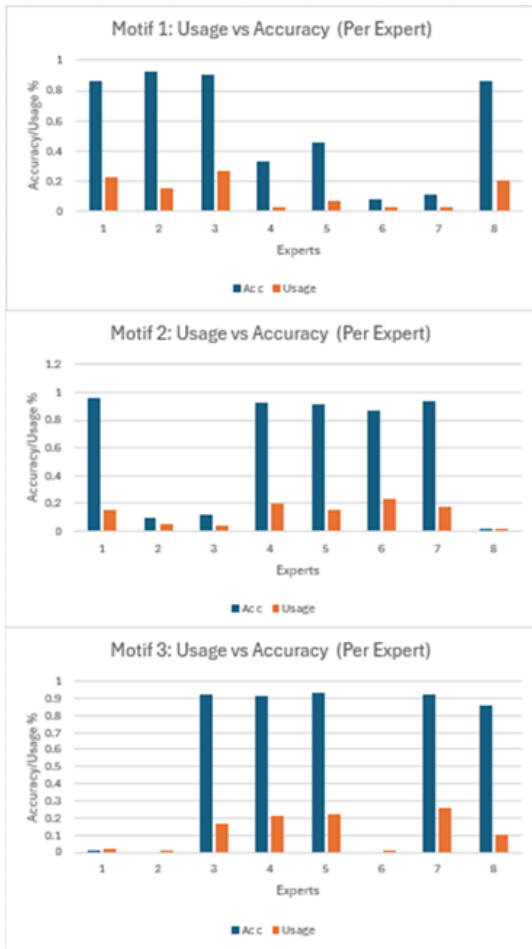 Motif 1: Usage vs Accuracy (Per Expert)
Accuracy/Usage %
1
0.8
0.6
0.4
0.2
0
1 2 3 4 5 6 7 8
Experts
Acc Usage
Motif 2: Usage vs Accuracy (Per Expert)
Accuracy/Usage %
1.2
1
0.8
0.6
0.4
0.2
0
1 2 3 4 5 6 7 8
Experts
Acc Usage
Motif 3: Usage vs Accuracy (Per Expert)
Accuracy/Usage %
1
0.9
0.8
0.7
0.6
0.5
0.4
0.3
0.2
0.1
0
1 2 3 4 5 6 7 8
Experts
Acc Usage